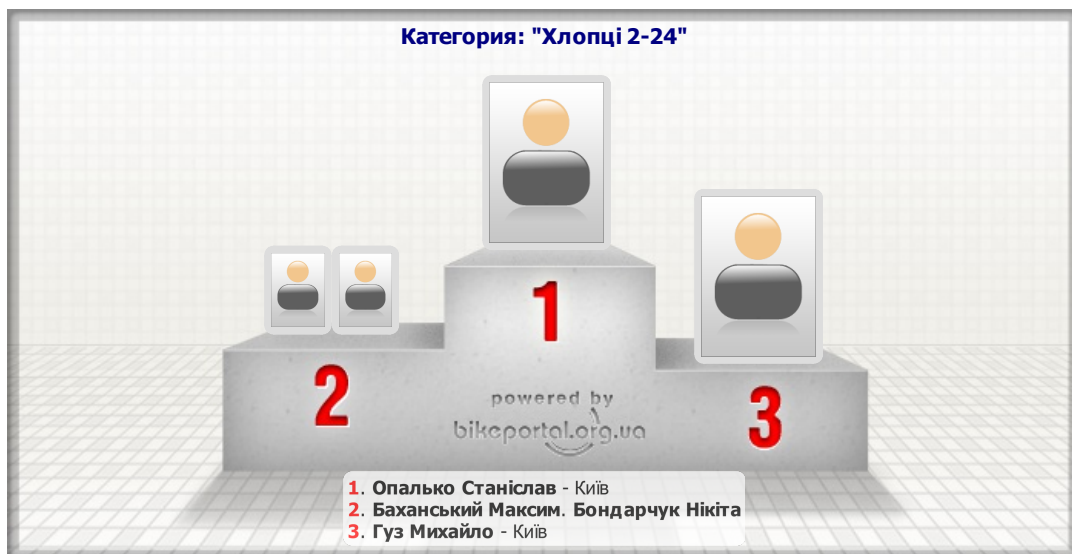 Категория: "Хлопці 2-24"
1
2
3
powered by
bikeportal.org.ua
1. Опалько Станіслав - Київ
2. Баханський Максим. Бондарчук Нікіта
3. Гуз Михайло - Київ